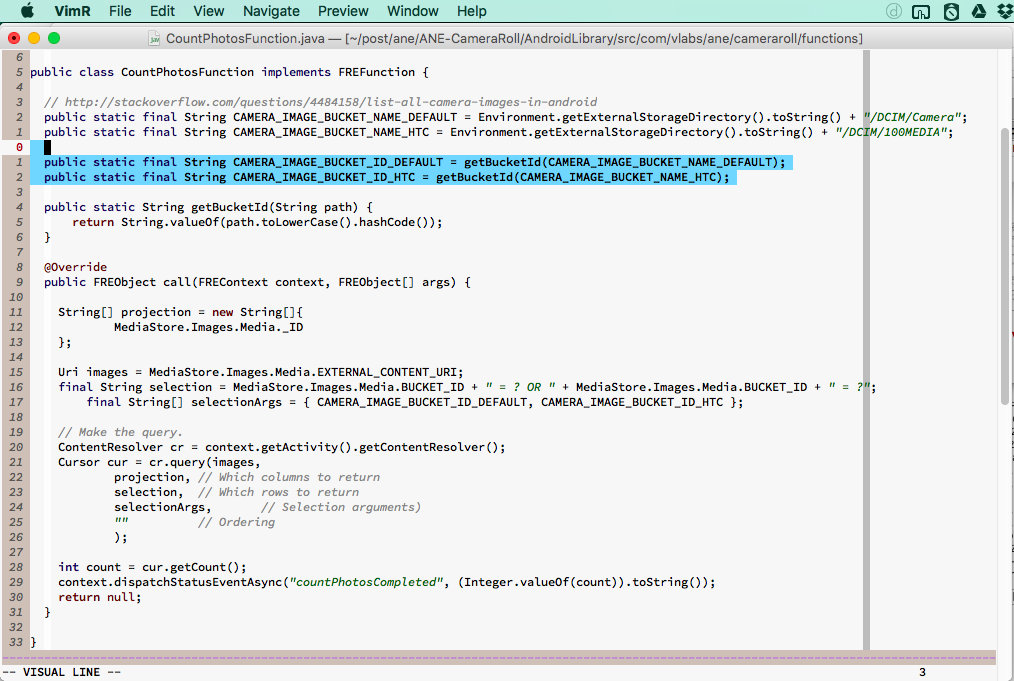 VimR File Edit View Navigate Preview Window Help
CountPhotosFunction.java — [~/post/ane/ANE-CameraRoll/AndroidLibrary/src/com/vlabs/ane/cameraroll/functions]
6
5 public class CountPhotosFunction implements FREFunction {
4
3 // http://stackoverflow.com/questions/4484158/list-all-camera-images-in-android
2 public static final String CAMERA_IMAGE_BUCKET_NAME_DEFAULT = Environment.getExternalStorageDirectory().toString() + "/DCIM/Camera";
1 public static final String CAMERA_IMAGE_BUCKET_NAME_HTC = Environment.getExternalStorageDirectory().toString() + "/DCIM/100MEDIA";
0
1 public static final String CAMERA_IMAGE_BUCKET_ID_DEFAULT = getBucketId(CAMERA_IMAGE_BUCKET_NAME_DEFAULT);
2 public static final String CAMERA_IMAGE_BUCKET_ID_HTC = getBucketId(CAMERA_IMAGE_BUCKET_NAME_HTC);
3
4 public static String getBucketId(String path) {
5 return String.valueOf(path.toLowerCase().hashCode());
6 }
7
8 @Override
9 public FREObject call(FREContext context, FREObject[] args) {
10
11 String[] projection = new String[]{
12 MediaStore.Images.Media._ID
13 };
14
15 Uri images = MediaStore.Images.Media.EXTERNAL_CONTENT_URI;
16 final String selection = MediaStore.Images.Media.BUCKET_ID + " = ? OR " + MediaStore.Images.Media.BUCKET_ID + " = ?";
17 final String[] selectionArgs = { CAMERA_IMAGE_BUCKET_ID_DEFAULT, CAMERA_IMAGE_BUCKET_ID_HTC };
18
19 // Make the query.
20 ContentResolver cr = context.getActivity().getContentResolver();
21 Cursor cur = cr.query(images,
22 projection, // Which columns to return
23 selection, // Which rows to return
24 selectionArgs, // Selection arguments)
25 "" // Ordering
26 );
27
28 int count = cur.getCount();
29 context.dispatchStatusEventAsync("countPhotosCompleted", (Integer.valueOf(count)).toString());
30 return null;
31 }
32
33 }
-- VISUAL LINE -- 3